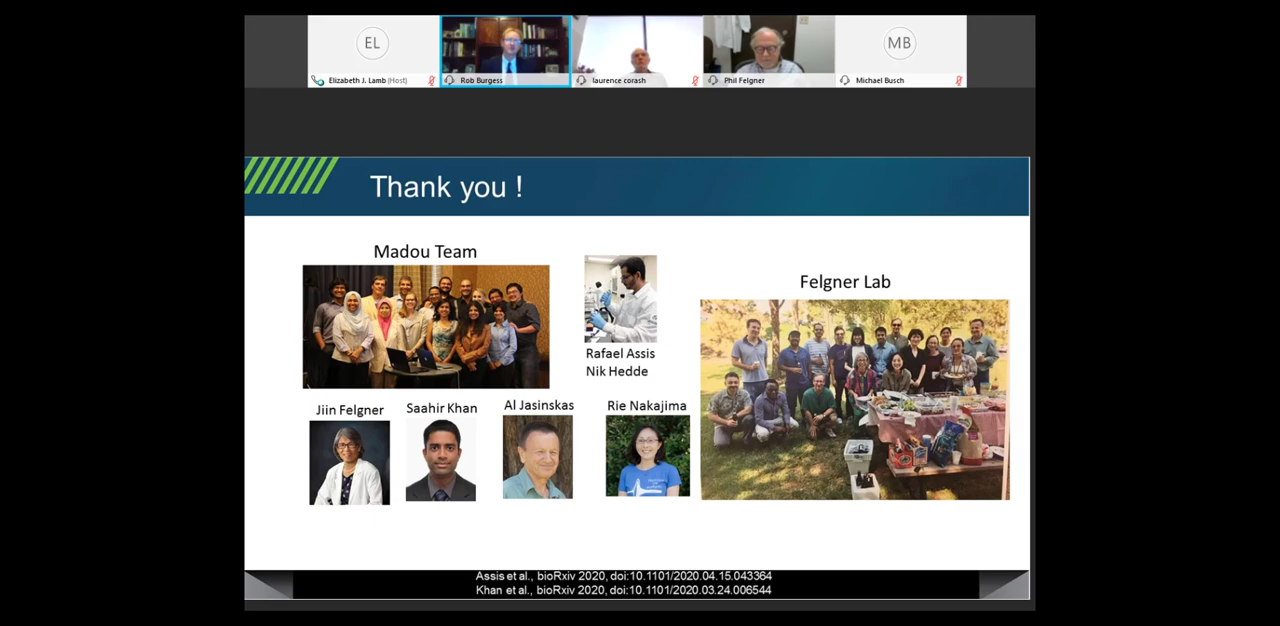 EL
MB
Elizabeth J. Lamb (Host)
Rob Burgess
laurence corash
Phil Felgner
Michael Busch
Thank you !
Madou Team
Rafael Assis
Nik Hedde
Felgner Lab
Jiin Felgner
Saahir Khan
Al Jasinskas
Rie Nakajima
Assis et al., bioRxiv 2020, doi:10.1101/2020.04.15.043364
Khan et al., bioRxiv 2020, doi:10.1101/2020.03.24.006544